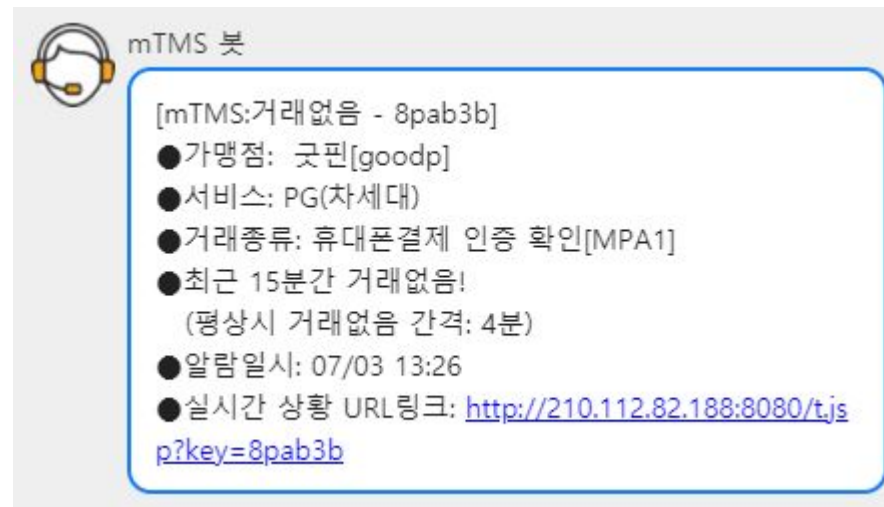 mTMS 봇
[mTMS:거래없음 - 8pab3b]
●가맹점:  굿핀[goodp]
●서비스: PG(차세대)
●거래종류: 휴대폰결제 인증 확인[MPA1]
●최근 15분간 거래없음!
(평상시 거래없음 간격: 4분)
●알람일시: 07/03 13:26
●실시간 상황 URL링크: http://210.112.82.188:8080/t.js
p?key=8pab3b